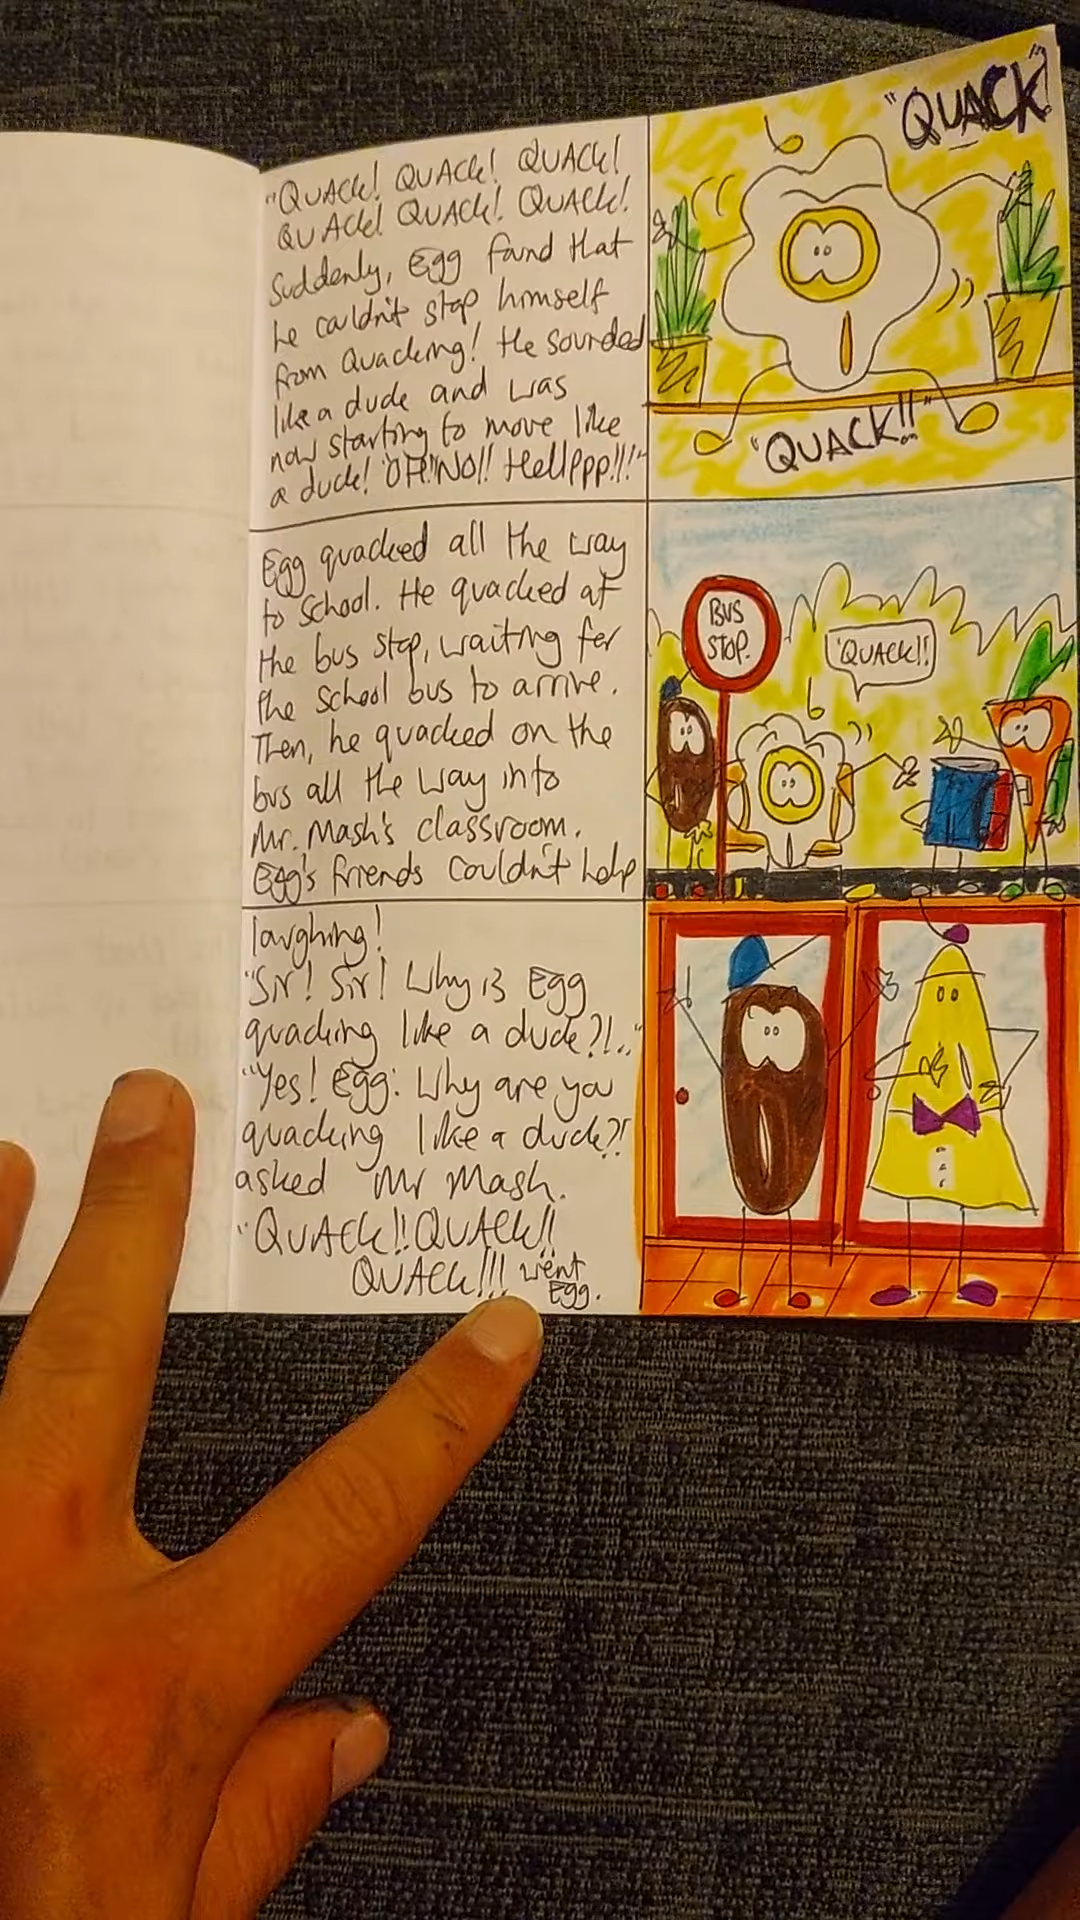 "QUACK! QUACK! QUACK!
QUACK! QUACK! QUACK!
Suddenly, Egg found that
he couldn't stop himself
from Quacking! He sounded
like a duck and was
now starting to move like
a duck! "OH! NO!! Hellppp!!!"
"QUACK"!
"QUACK!!"
Egg quacked all the way
to School. He quacked at
the bus stop, waiting for
the School bus to arrive.
Then, he quacked on the
bus all the way into
Mr. Mash's classroom.
Egg's friends couldn't help
BUS
STOP.
"QUACK!!
laughing!
"Sir! Sir! Why is Egg
quacking like a duck?!.."
"Yes! Egg: Why are you
quacking like a duck?!
asked Mr Mash.
"QUACK!! QUACK!!
QUACK!!! went
Egg.